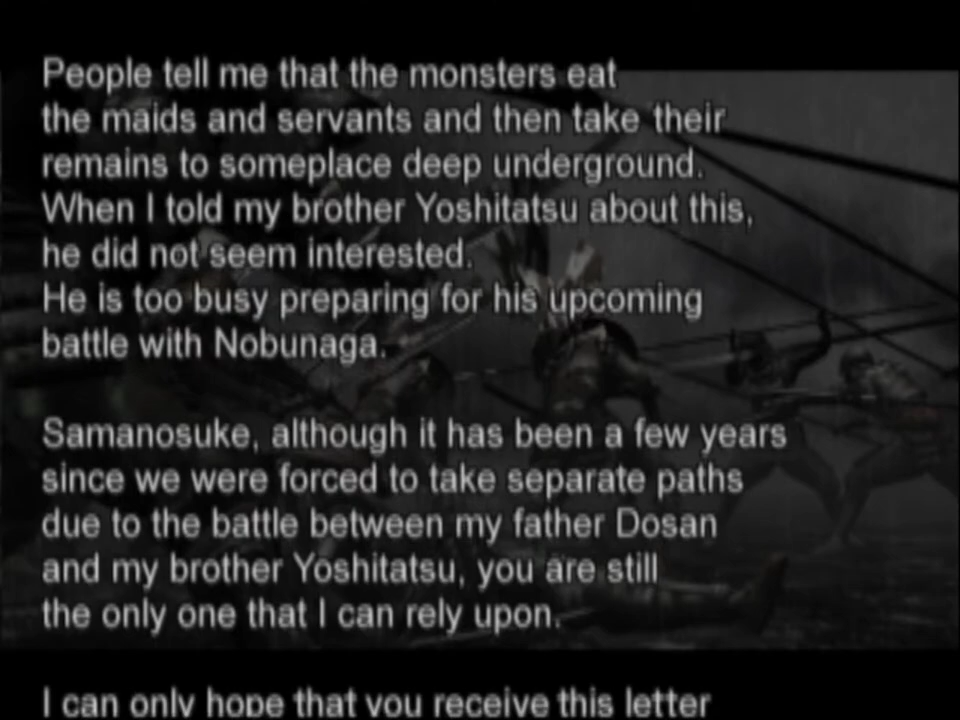 People tell me that the monsters eat
the maids and servants and then take their
remains to someplace deep underground.
When I told my brother Yoshitatsu about this,
he did not seem interested.
He is too busy preparing for his upcoming
battle with Nobunaga.
Samanosuke, although it has been a few years
since we were forced to take separate paths
due to the battle between my father Dosan
and my brother Yoshitatsu, you are still
the only one that I can rely upon.
I can only hope that you receive this letter